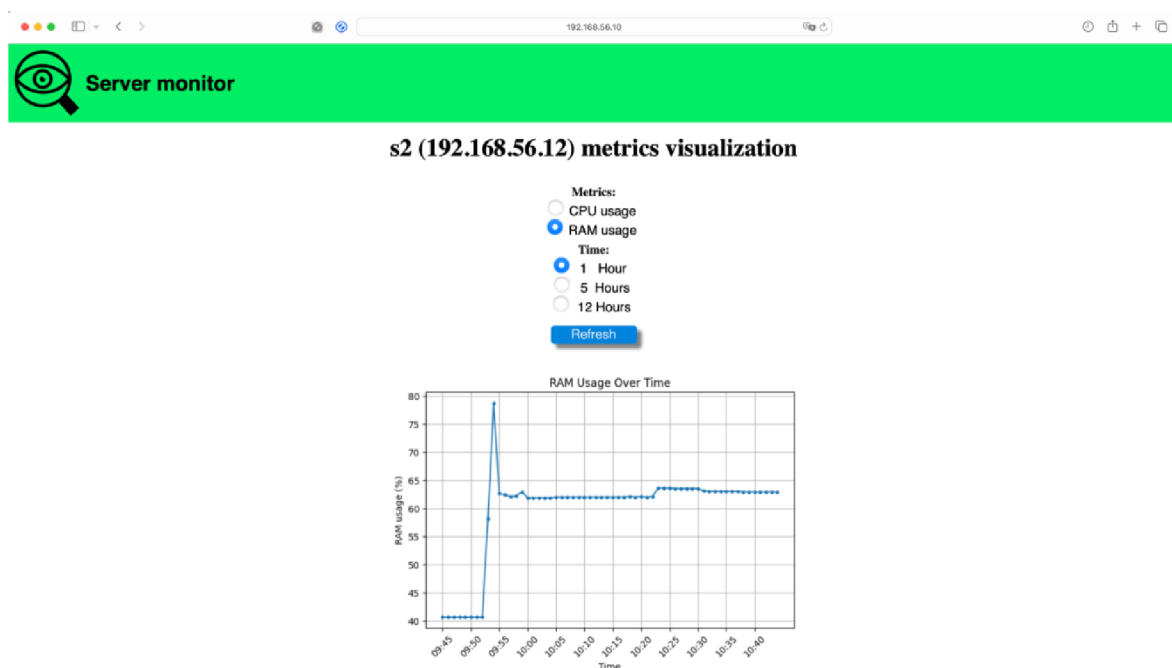 192.168.56.10
Server monitor
s2 (192.168.56.12) metrics visualization
Metrics:
CPU usage
RAM usage
Time:
1 Hour
5 Hours
12 Hours
Refresh
RAM Usage Over Time
RAM usage (%)
80
75
70
65
60
55
50
45
40
09:45 09:50 09:55 10:00 10:05 10:10 10:15 10:20 10:25 10:30 10:35 10:40
Time